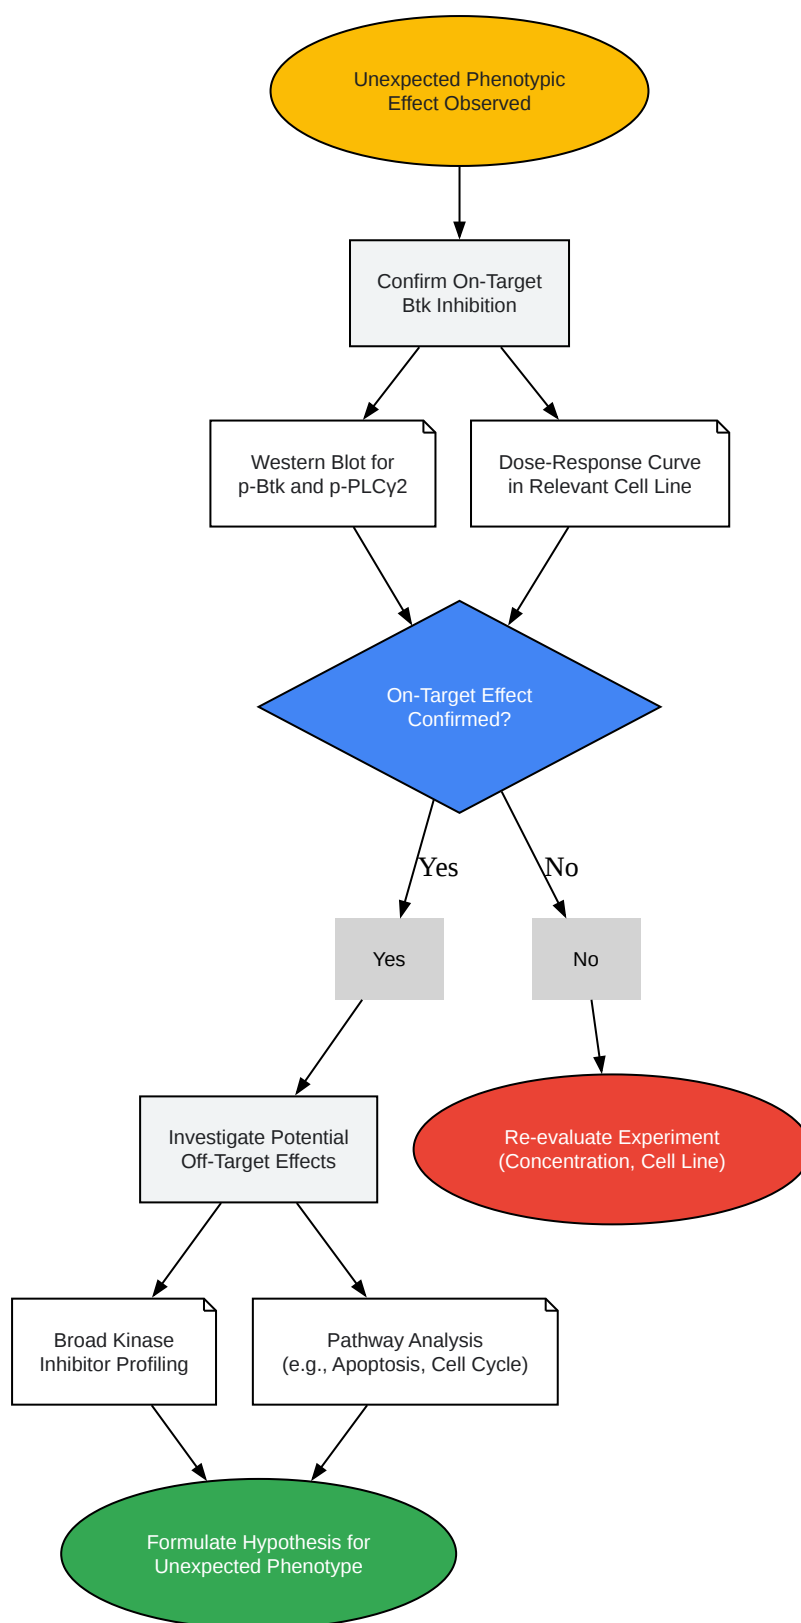 Unexpected Phenotypic
Effect Observed
Confirm On-Target
Btk Inhibition
Western Blot for
p-Btk and p-PLCγ2
Dose-Response Curve
in Relevant Cell Line
On-Target Effect
Confirmed?
Yes
No
Yes
No
Investigate Potential
Off-Target Effects
Re-evaluate Experiment
(Concentration, Cell Line)
Broad Kinase
Inhibitor Profiling
Pathway Analysis
(e.g., Apoptosis, Cell Cycle)
Formulate Hypothesis for
Unexpected Phenotype